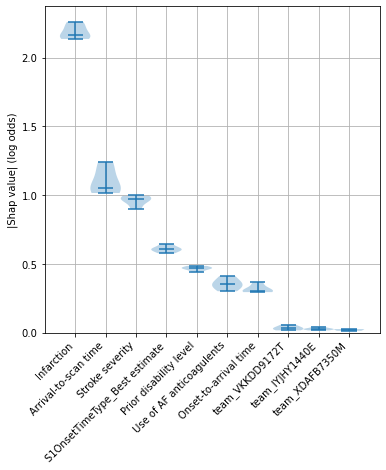 2.0
1.5
1.0
0.5
0.0
|Shap value| (log odds)
Infarction
Arrival-to-scan time
Stroke severity
S1OnsetTimeType_Best estimate
Prior disability level
Use of AF anticoagulents
Onset-to-arrival time
team_VKKDD9172T
team_IYJHY1440E
team_XDAFB7350M